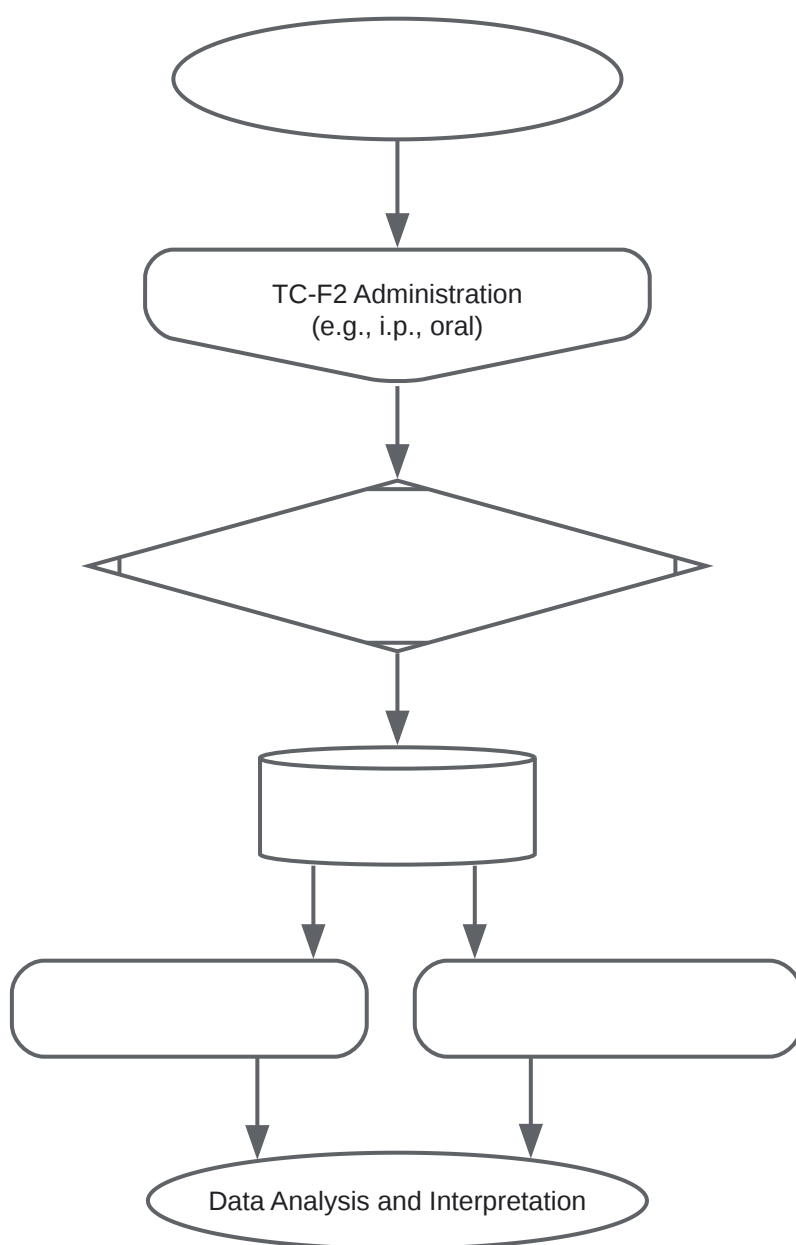 TC-F2 Administration
(e.g., i.p., oral)
Data Analysis and Interpretation